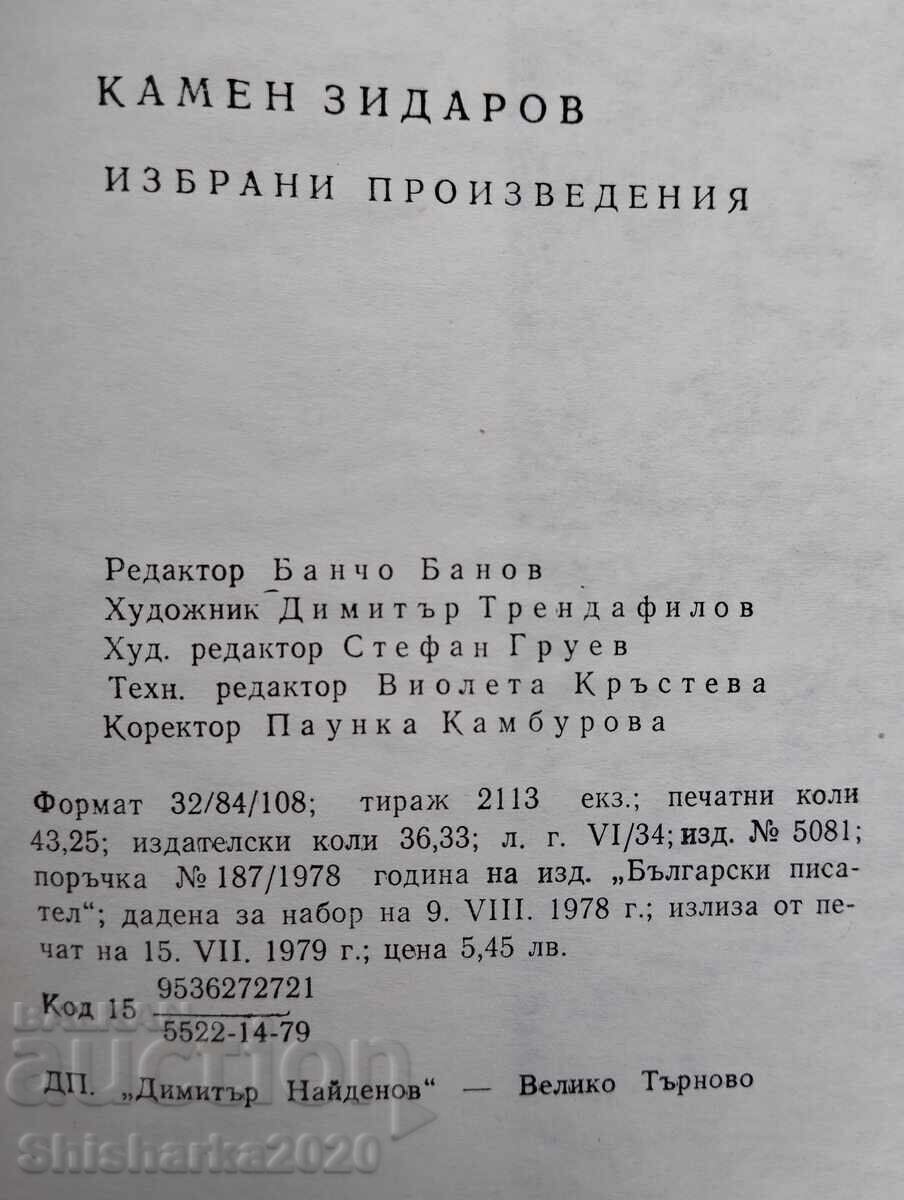 КАМЕН ЗИДАРОВ
ИЗБРАНИ ПРОИЗВЕДЕНИЯ
Редактор Банчо Банов
Художник Димитър Трендафилов
Худ. редактор Стефан Груев
Техн. редактор Виолета Кръстева
Коректор Паунка Камбурова
Формат 32/84/108; тираж 2113 екз.; печатни коли
43,25; издателски коли 36,33; л. г. VI/34; изд. № 5081;
поръчка № 187/1978 година на изд. „Български писа-
тел“; дадена за набор на 9. VIII. 1978 г.; излиза от пе-
чат на 15. VII. 1979 г.; цена 5,45 лв.
Код 15 9536272721
5522-14-79
ДП. „Димитър Найденов“ — Велико Търново
BALKAN
auction
Shisharka2020